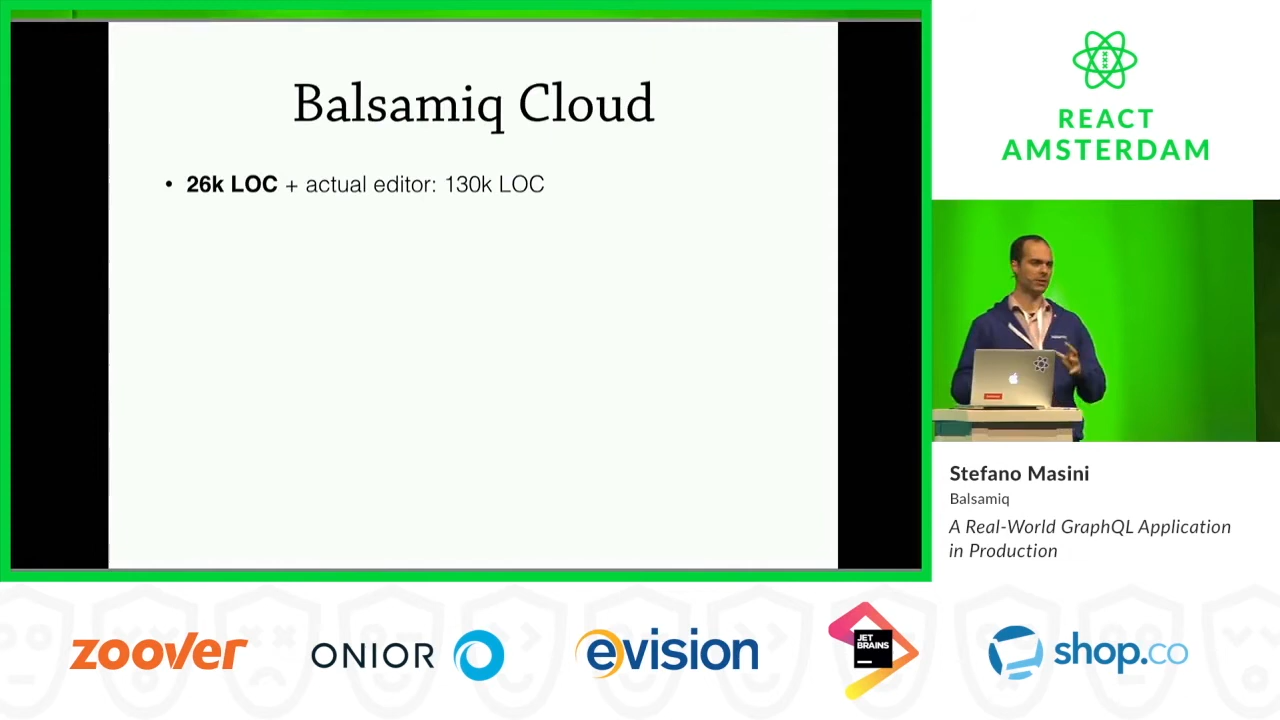 Balsamiq Cloud
• 26k LOC + actual editor: 130k LOC
REACT
AMSTERDAM
Stefano Masini
Balsamiq
A Real-World GraphQL Application
in Production
zoover
ONIOR
evision
JET
BRAINS
shop.co